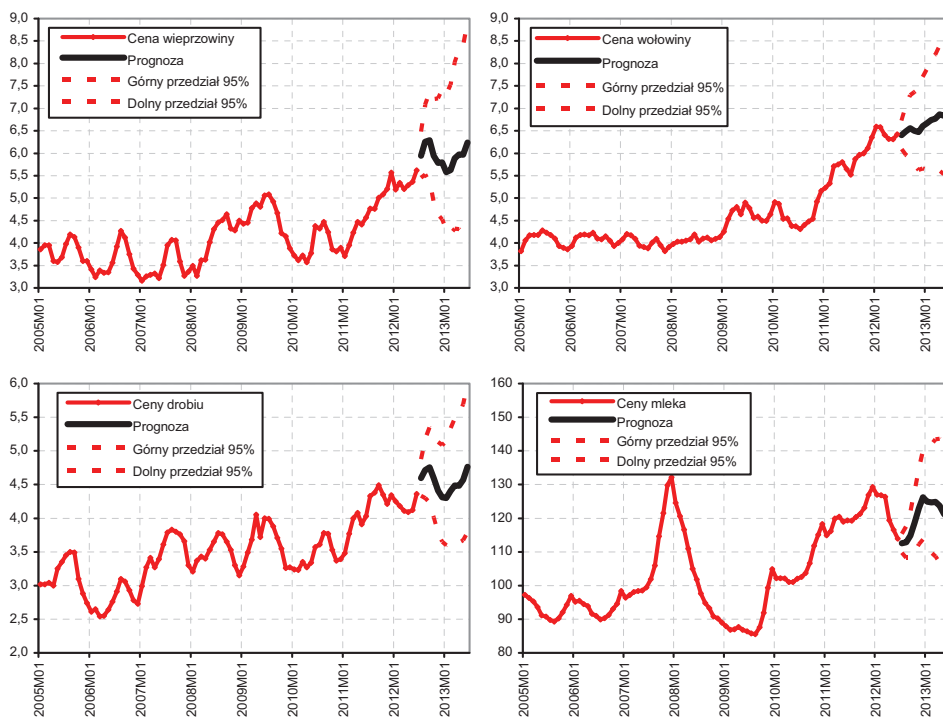 9,0
8,5
8,0
7,5
7,0
6,5
6,0
5,5
5,0
4,5
4,0
3,5
3,0
Cena wieprzowiny
Prognoza
Górny przedział 95%
Dolny przedział 95%
2005M01
2006M01
2007M01
2008M01
2009M01
2010M01
2011M01
2012M01
2013M01
9,0
8,5
8,0
7,5
7,0
6,5
6,0
5,5
5,0
4,5
4,0
3,5
3,0
Cena wołowiny
Prognoza
Górny przedział 95%
Dolny przedział 95%
2005M01
2006M01
2007M01
2008M01
2009M01
2010M01
2011M01
2012M01
2013M01
6,0
5,5
5,0
4,5
4,0
3,5
3,0
2,5
2,0
Ceny drobiu
Prognoza
Górny przedział 95%
Dolny przedział 95%
2005M01
2006M01
2007M01
2008M01
2009M01
2010M01
2011M01
2012M01
2013M01
160
150
140
130
120
110
100
90
80
Ceny mleka
Prognoza
Górny przedział 95%
Dolny przedział 95%
2005M01
2006M01
2007M01
2008M01
2009M01
2010M01
2011M01
2012M01
2013M01